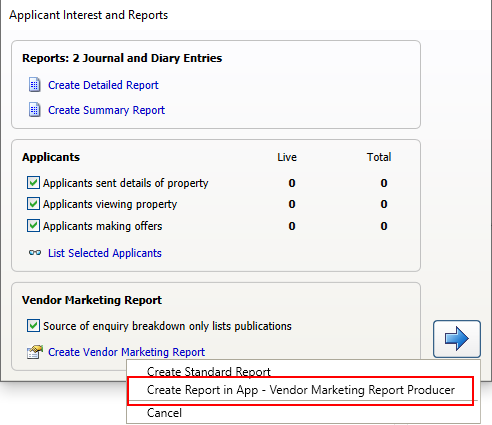 Applicant Interest and Reports
Reports: 2 Journal and Diary Entries
Create Detailed Report
Create Summary Report
Applicants Live Total
Applicants sent details of property 0 0
Applicants viewing property 0 0
Applicants making offers 0 0
List Selected Applicants
Vendor Marketing Report
Source of enquiry breakdown only lists publications
Create Vendor Marketing Report
Create Standard Report
Create Report in App - Vendor Marketing Report Producer
Cancel